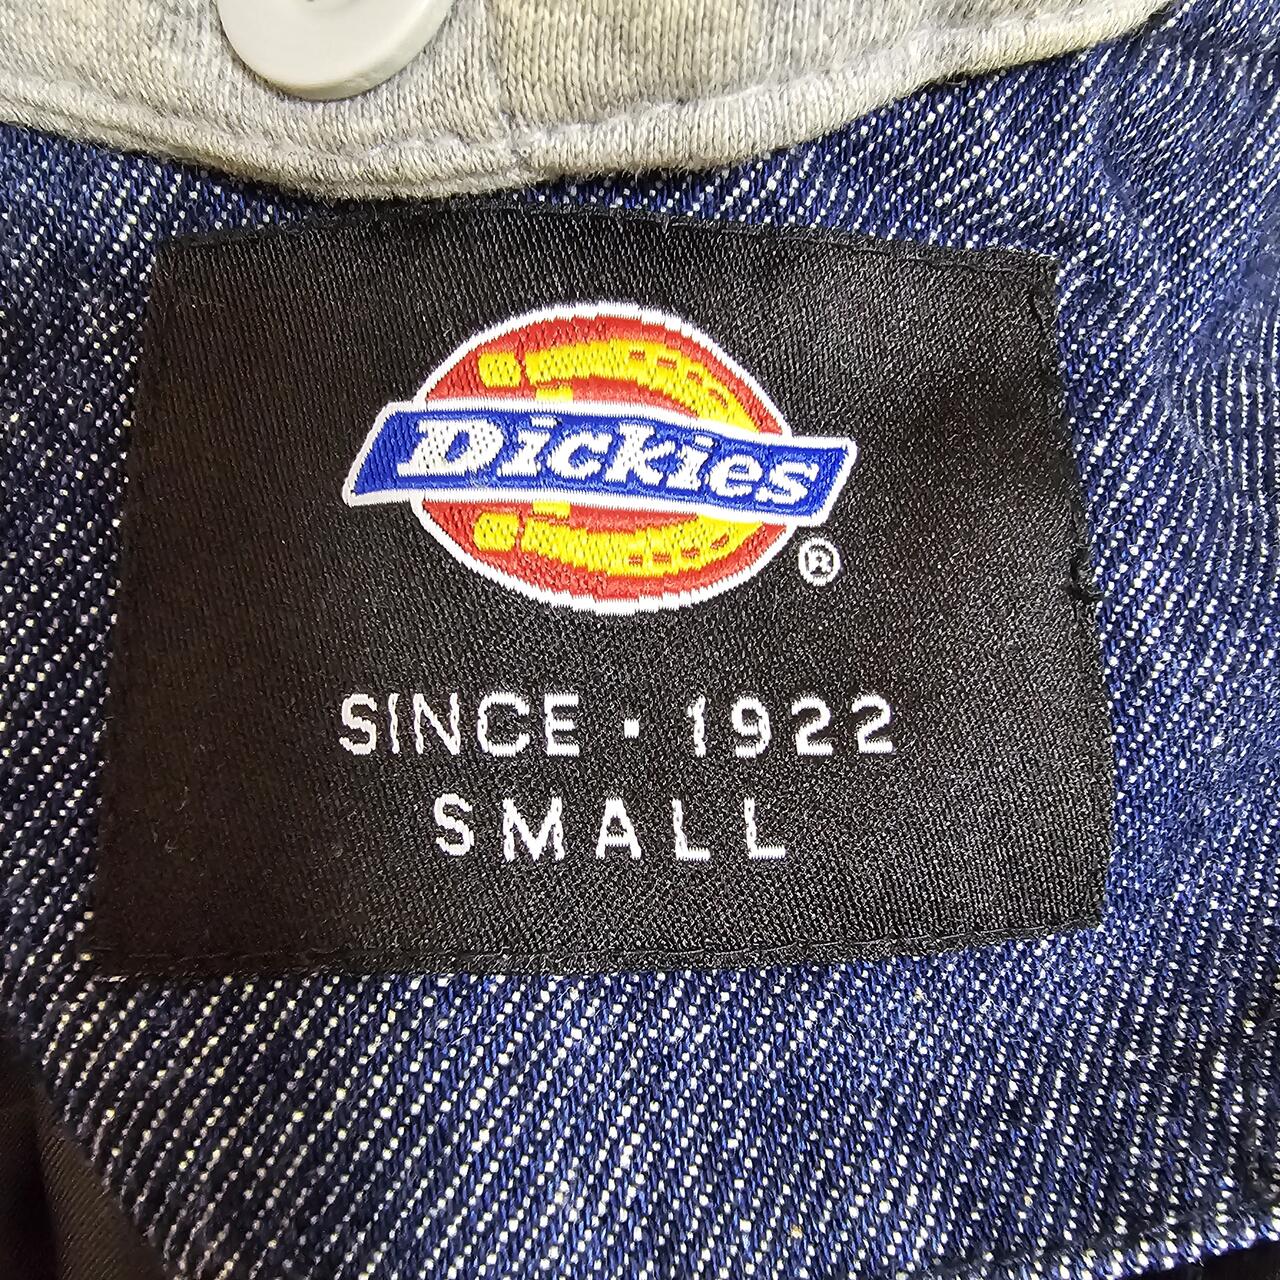 Dickies
®
SINCE · 1922
SMALL